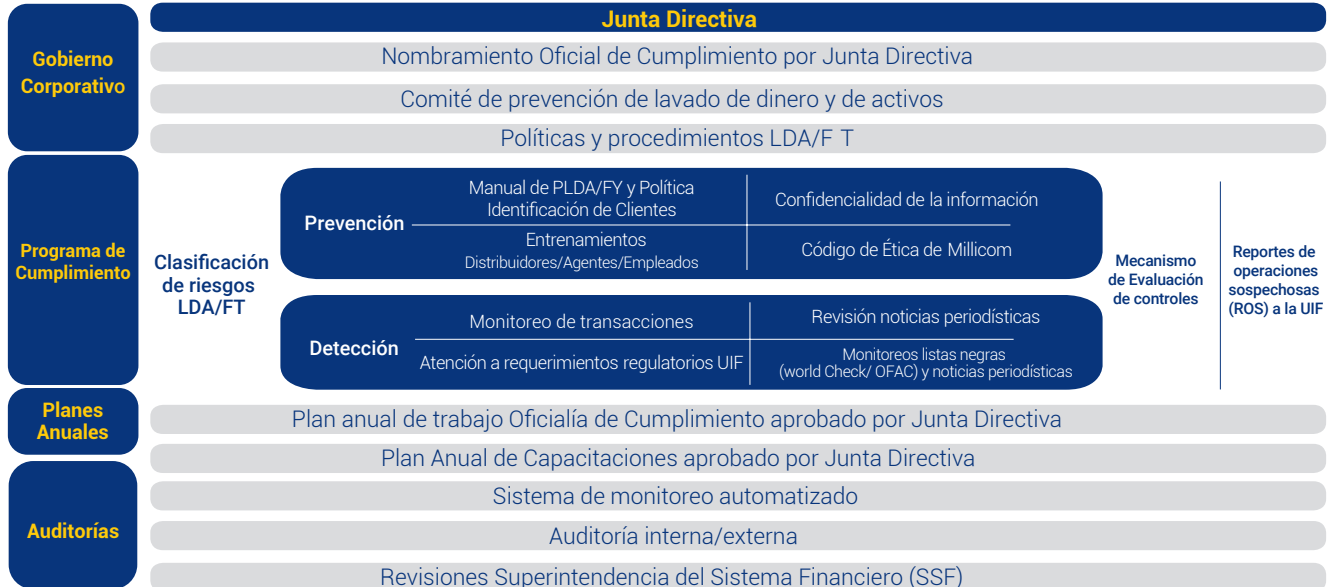 Junta Directiva
Gobierno
Corporativo
Nombramiento Oficial de Cumplimiento por Junta Directiva
Comité de prevención de lavado de dinero y de activos
Políticas y procedimientos LDA/F T
Programa de
Cumplimiento
Clasificación
de riesgos
LDA/FT
Prevención
Manual de PLDA/FY y Política
Identificación de Clientes
Confidencialidad de la información
Entrenamientos
Distribuidores/Agentes/Empleados
Código de Ética de Millicom
Detección
Monitoreo de transacciones
Revisión noticias periodísticas
Atención a requerimientos regulatorios UIF
Monitoreos listas negras
(world Check/ OFAC) y noticias periodísticas
Mecanismo
de Evaluación
de controles
Reportes de
operaciones
sospechosas
(ROS) a la UIF
Planes
Anuales
Plan anual de trabajo Oficialía de Cumplimiento aprobado por Junta Directiva
Plan Anual de Capacitaciones aprobado por Junta Directiva
Auditorías
Sistema de monitoreo automatizado
Auditoría interna/externa
Revisiones Superintendencia del Sistema Financiero (SSF)